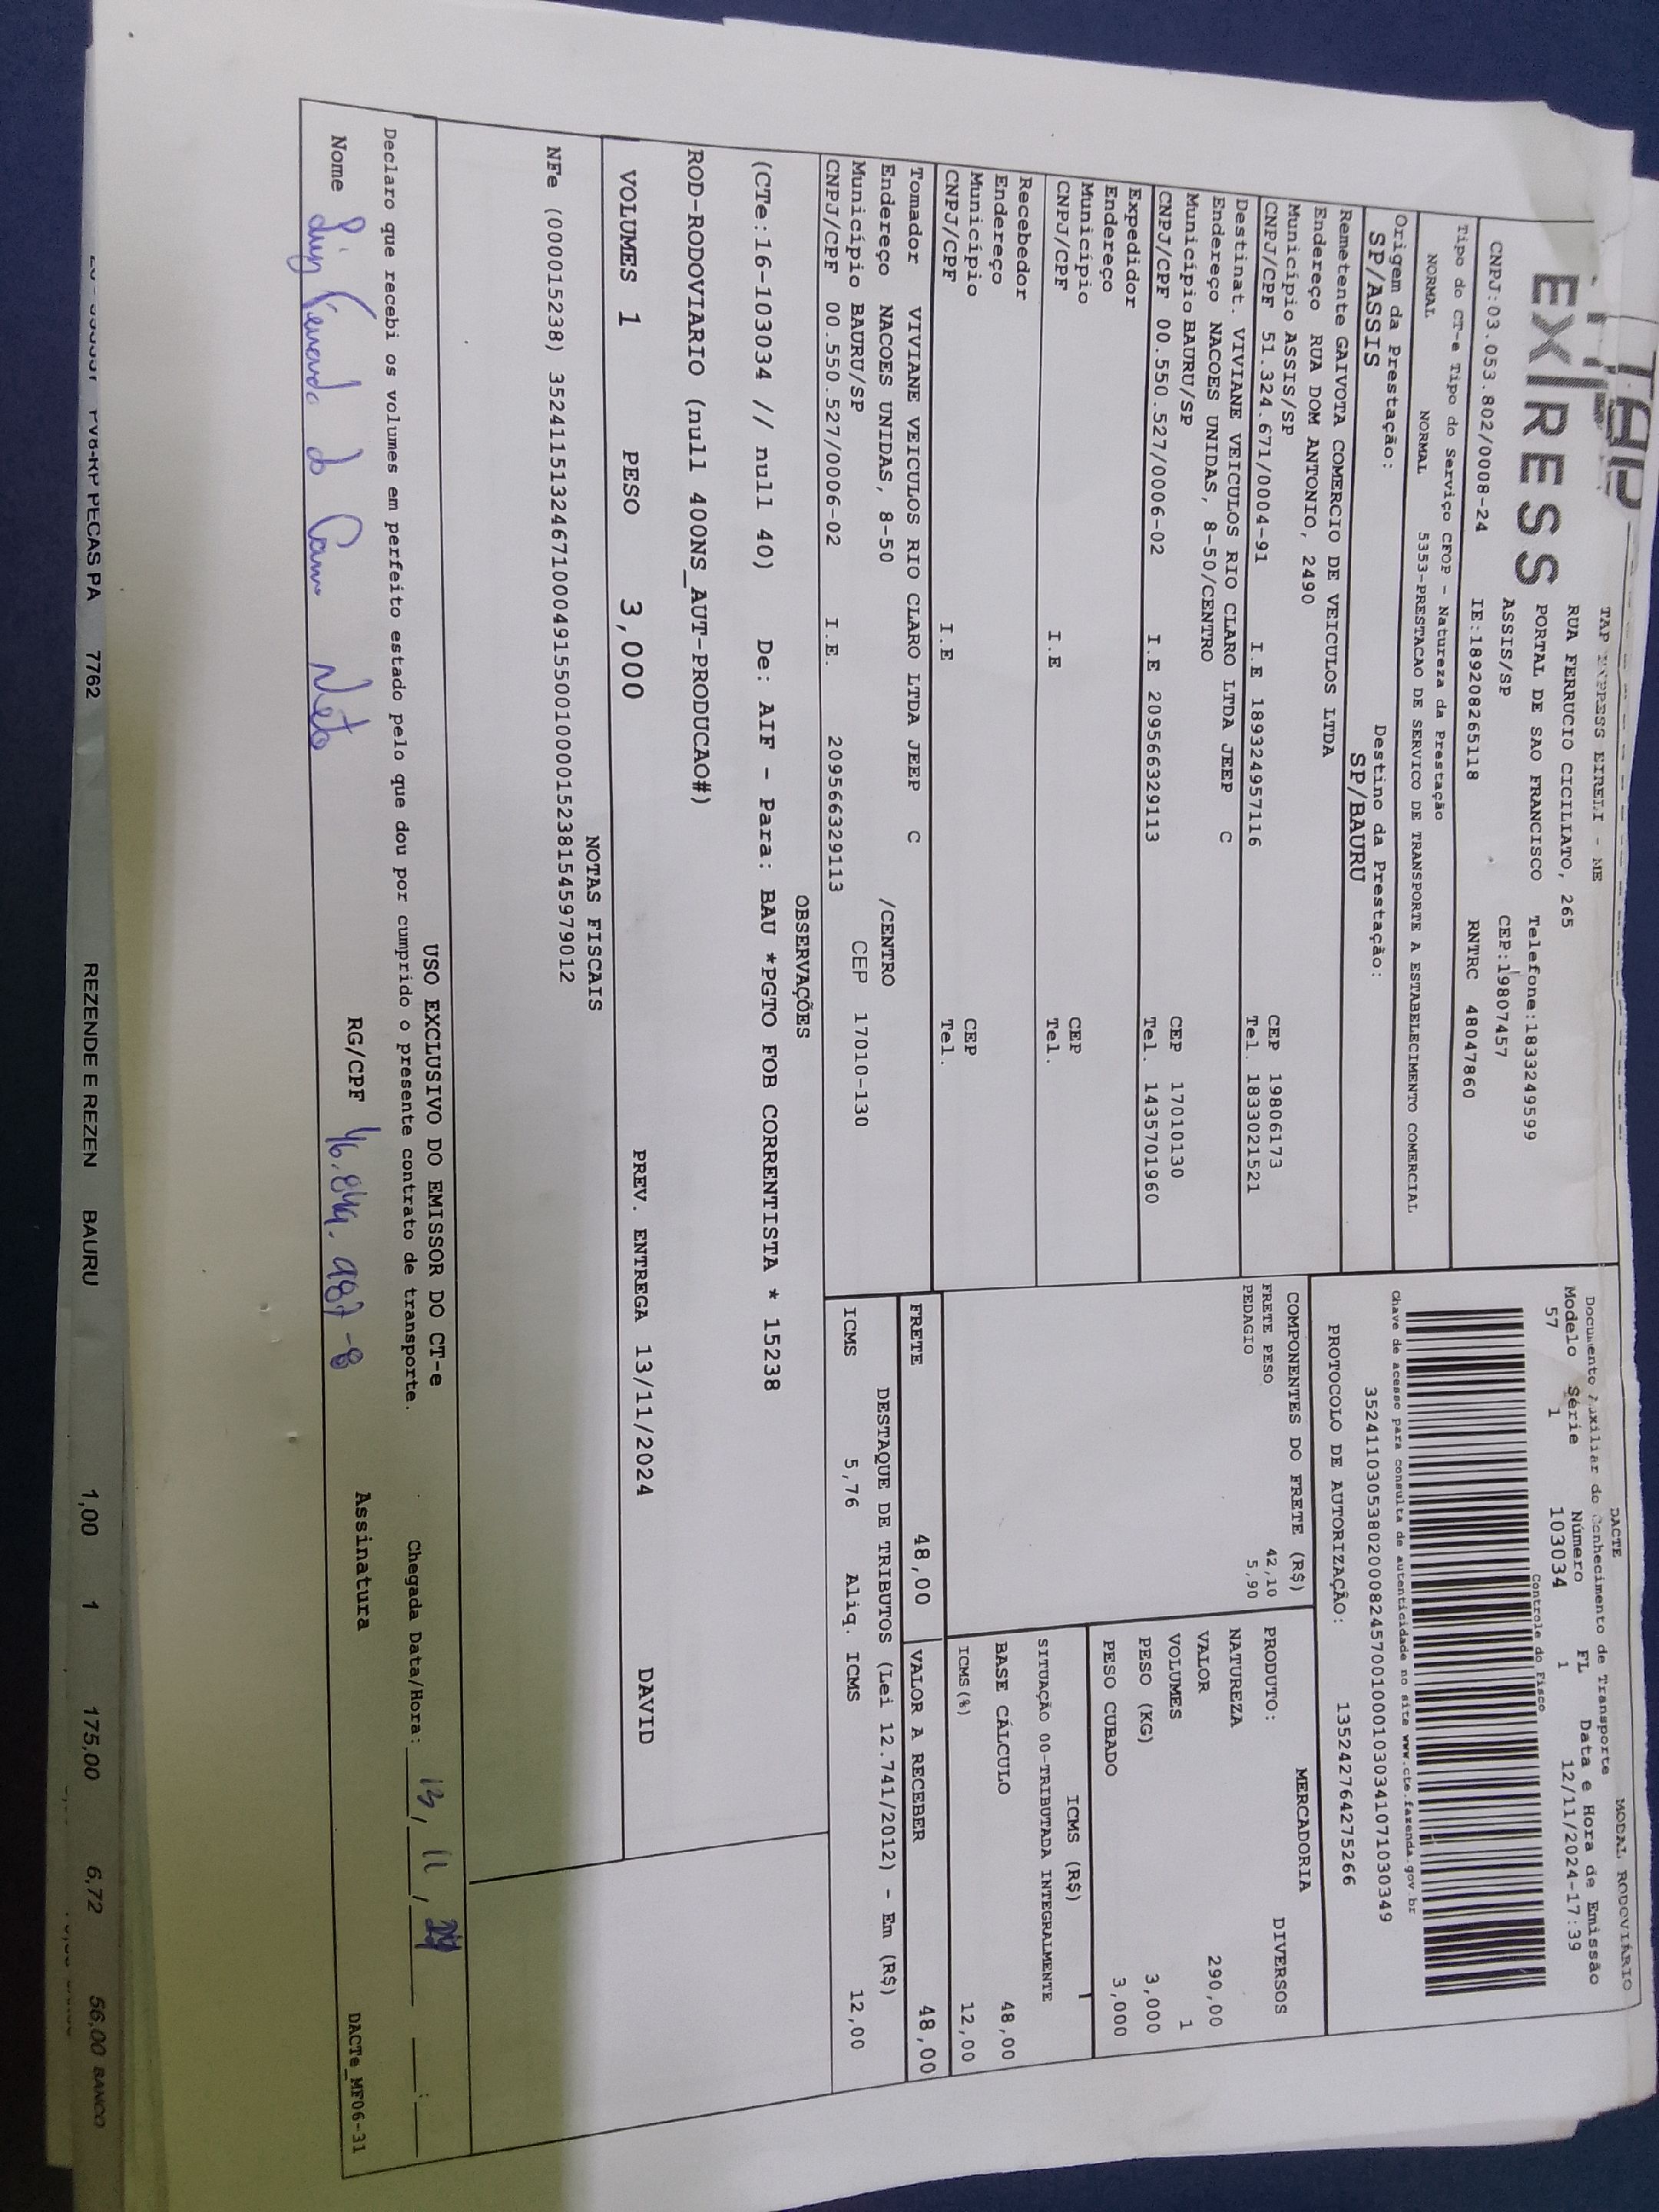 TAP
EXPRESS
TAP EXPRESS EIRELI - ME
RUA FERRUCIO CICILIATO, 265
PORTAL DE SAO FRANCISCO Telefone:1833249599
ASSIS/SP CEP:19807457
CNPJ:03.053.802/0008-24 IE:189208265118 RNTRC 48047860
Tipo do CT-e Tipo do Serviço CFOP - Natureza da Prestação
NORMAL NORMAL 5353-PRESTACAO DE SERVICO DE TRANSPORTE A ESTABELECIMENTO COMERCIAL
Origem da Prestação: Destino da Prestação:
SP/ASSIS SP/BAURU
DACTE MODAL RODOVIÁRIO
Documento Auxiliar do Conhecimento de Transporte
Modelo Série Número FL Data e Hora de Emissão
57 1 103034 1 12/11/2024-17:39
Controle do Fisco
Chave de acesso para consulta de autenticidade no site www.cte.fazenda.gov.br
35241103053802000824570010001030341071030349
PROTOCOLO DE AUTORIZAÇÃO: 135242764275266
Remetente GAIVOTA COMERCIO DE VEICULOS LTDA
Endereço RUA DOM ANTONIO, 2490
Município ASSIS/SP CEP 19806173
CNPJ/CPF 51.324.671/0004-91 I.E 189324957116 Tel. 1833021521
Destinat. VIVIANE VEICULOS RIO CLARO LTDA JEEP C
Endereço NACOES UNIDAS, 8-50/CENTRO
Município BAURU/SP CEP 17010130
CNPJ/CPF 00.550.527/0006-02 I.E 209566329113 Tel. 1435701960
Expedidor
Endereço
Município CEP
CNPJ/CPF I.E Tel.
Recebedor
Endereço
Município CEP
CNPJ/CPF I.E Tel.
Tomador VIVIANE VEICULOS RIO CLARO LTDA JEEP C
Endereço NACOES UNIDAS, 8-50 /CENTRO
Município BAURU/SP CEP 17010-130
CNPJ/CPF 00.550.527/0006-02 I.E. 209566329113
COMPONENTES DO FRETE (R$)
FRETE PESO 42,10
PEDAGIO 5,90
MERCADORIA
PRODUTO: DIVERSOS
NATUREZA
VALOR 290,00
VOLUMES 1
PESO (KG) 3,000
PESO CUBADO 3,000
ICMS (R$)
SITUAÇÃO 00-TRIBUTADA INTEGRALMENTE
BASE CÁLCULO 48,00
ICMS(%) 12,00
FRETE 48,00 VALOR A RECEBER 48,00
DESTAQUE DE TRIBUTOS (Lei 12.741/2012) - Em (R$)
ICMS 5,76 Aliq. ICMS 12,00
OBSERVAÇÕES
(CTe:16-103034 // null 40) De: AIF - Para: BAU *PGTO FOB CORRENTISTA * 15238
ROD-RODOVIARIO (null 400NS_AUT-PRODUCAO#)
VOLUMES 1 PESO 3,000 PREV. ENTREGA 13/11/2024 DAVID
NOTAS FISCAIS
NFe (000015238) 35241151324671000491550010000152381545979012
USO EXCLUSIVO DO EMISSOR DO CT-e
Declaro que recebi os volumes em perfeito estado pelo que dou por cumprido o presente contrato de transporte. Chegada Data/Hora: 13/11/24 :
Nome Neto RG/CPF Assinatura
DACTe_MF06-31
PV8-RP PECAS PA 7762 REZENDE E REZEN BAURU 1,00 1 175,00 6,72 56,00 BANCO